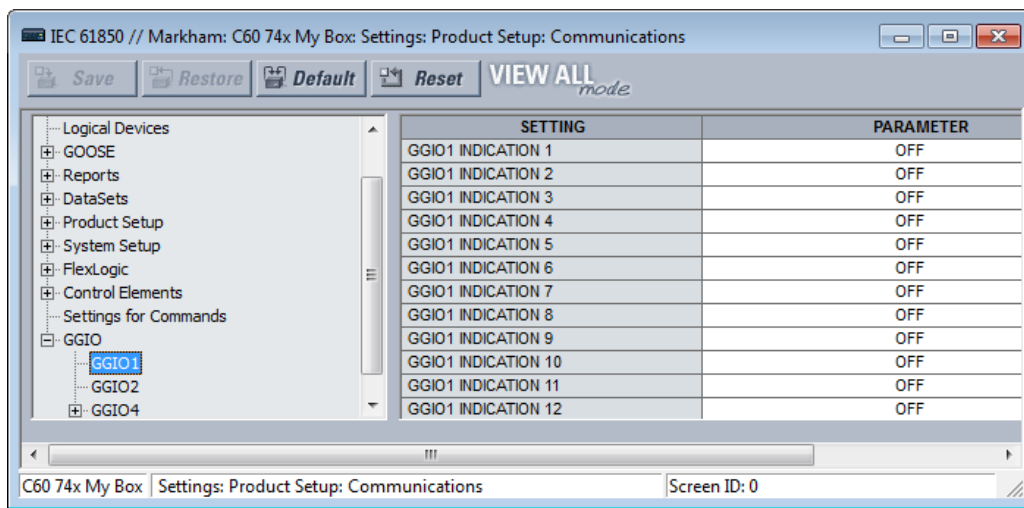 IEC 61850 // Markham: C60 74x My Box: Settings: Product Setup: Communications
Save Restore Default Reset VIEW ALL mode
Logical Devices
GOOSE
Reports
DataSets
Product Setup
System Setup
FlexLogic
Control Elements
Settings for Commands
GGIO
GGIO1
GGIO2
GGIO4
SETTING PARAMETER
GGIO1 INDICATION 1 OFF
GGIO1 INDICATION 2 OFF
GGIO1 INDICATION 3 OFF
GGIO1 INDICATION 4 OFF
GGIO1 INDICATION 5 OFF
GGIO1 INDICATION 6 OFF
GGIO1 INDICATION 7 OFF
GGIO1 INDICATION 8 OFF
GGIO1 INDICATION 9 OFF
GGIO1 INDICATION 10 OFF
GGIO1 INDICATION 11 OFF
GGIO1 INDICATION 12 OFF
C60 74x My Box Settings: Product Setup: Communications Screen ID: 0